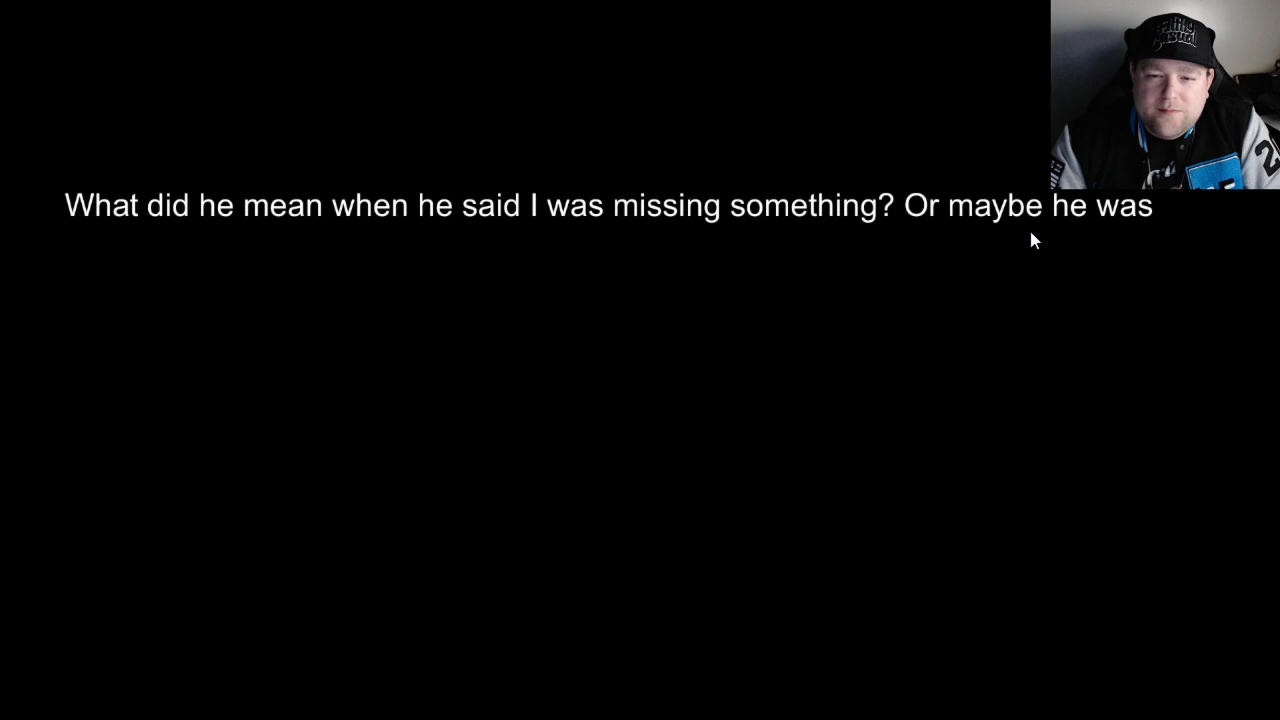 What did he mean when he said I was missing something? Or maybe he was